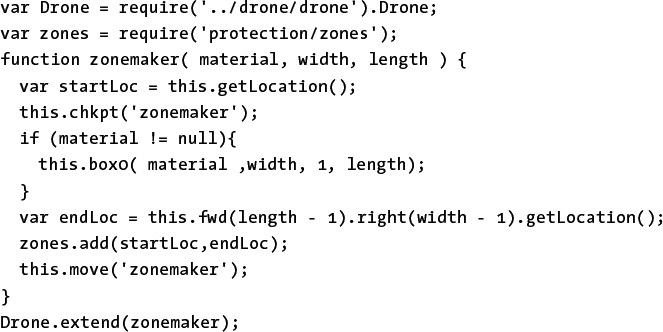 var Drone = require('../drone/drone').Drone;
var zones = require('protection/zones');
function zonemaker( material, width, length ) {
  var startLoc = this.getLocation();
  this.chkpt('zonemaker');
  if (material != null){
    this.box0( material ,width, 1, length);
  }
  var endLoc = this.fwd(length - 1).right(width - 1).getLocation();
  zones.add(startLoc,endLoc);
  this.move('zonemaker');
}
Drone.extend(zonemaker);